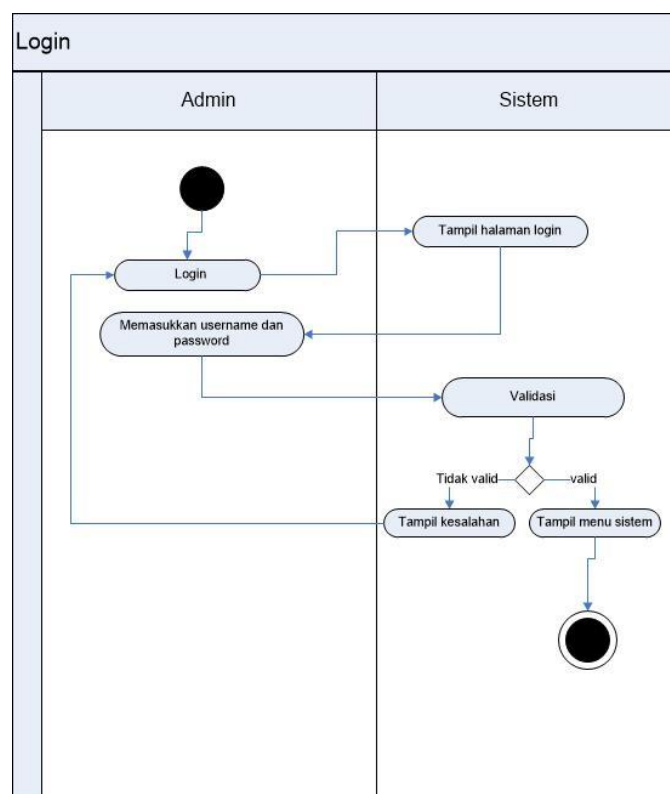 Login
Admin
Sistem
Tampil halaman login
Login
Memasukkan username dan
password
Validasi
Tidak valid
valid
Tampil kesalahan
Tampil menu sistem